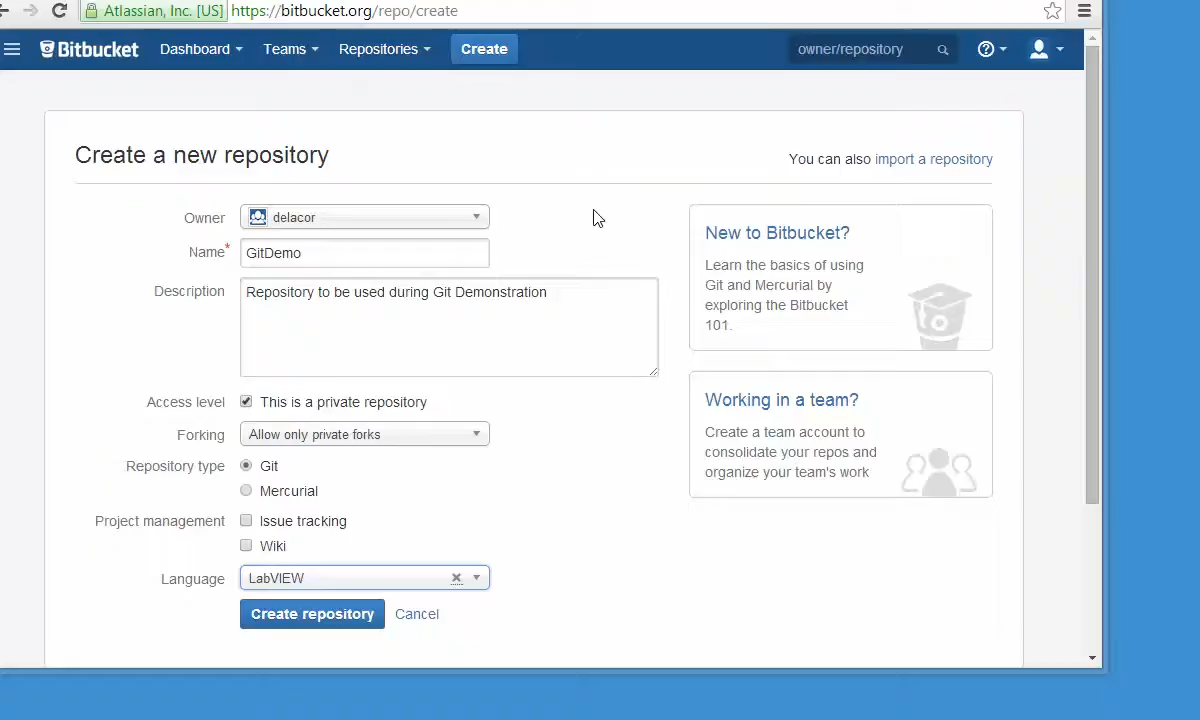 Atlassian, Inc. [US] https://bitbucket.org/repo/create
Bitbucket Dashboard Teams Repositories Create owner/repository
Create a new repository
You can also import a repository
Owner delacor
Name* GitDemo
Description Repository to be used during Git Demonstration
Access level This is a private repository
Forking Allow only private forks
Repository type Git
Mercurial
Project management Issue tracking
Wiki
Language LabVIEW
Create repository Cancel
New to Bitbucket?
Learn the basics of using
Git and Mercurial by
exploring the Bitbucket
101.
Working in a team?
Create a team account to
consolidate your repos and
organize your team's work